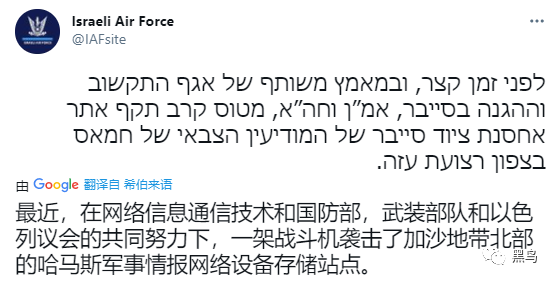 Israeli Air Force
@IAFsite
לפני זמן קצר, ובמאמץ משותף של אגף התקשוב
וההגנה בסייבר, אמ"ן וחה"א, מטוס קרב תקף אתר
אחסנת ציוד סייבר של המודיעין הצבאי של חמאס
בצפון רצועת עזה.
由 Google 翻译自 希伯来语
最近，在网络信息通信技术和国防部，武装部队和以色
列议会的共同努力下，一架战斗机袭击了加沙地带北部
的哈马斯军事情报网络设备存储站点。
黑鸟